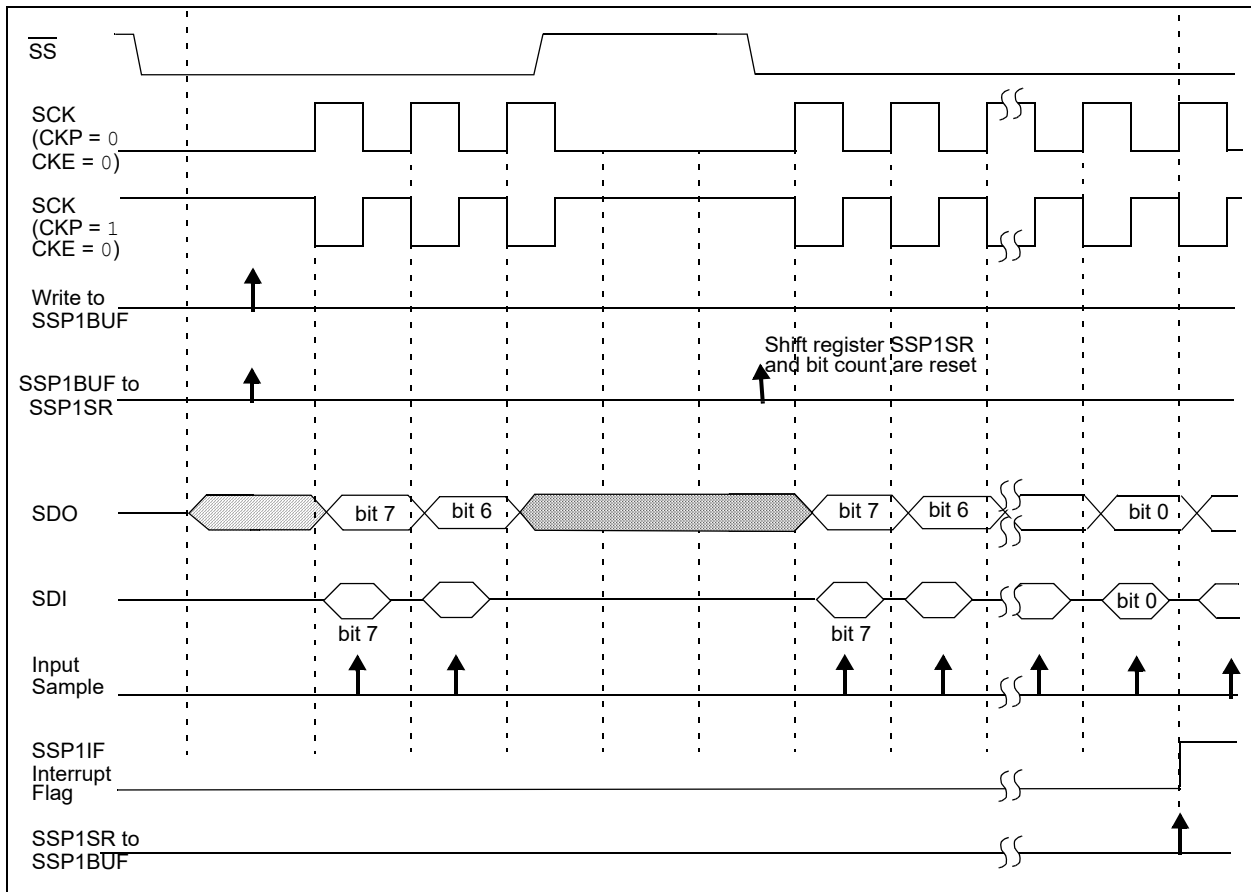 SS
SCK
(CKP = 0
CKE = 0)
SCK
(CKP = 1
CKE = 0)
Write to
SSP1BUF
Shift register SSP1SR
and bit count are reset
SSP1BUF to
SSP1SR
SDO
bit 7
bit 6
bit 7
bit 6
bit 0
SDI
bit 7
bit 7
bit 0
Input
Sample
SSP1IF
Interrupt
Flag
SSP1SR to
SSP1BUF